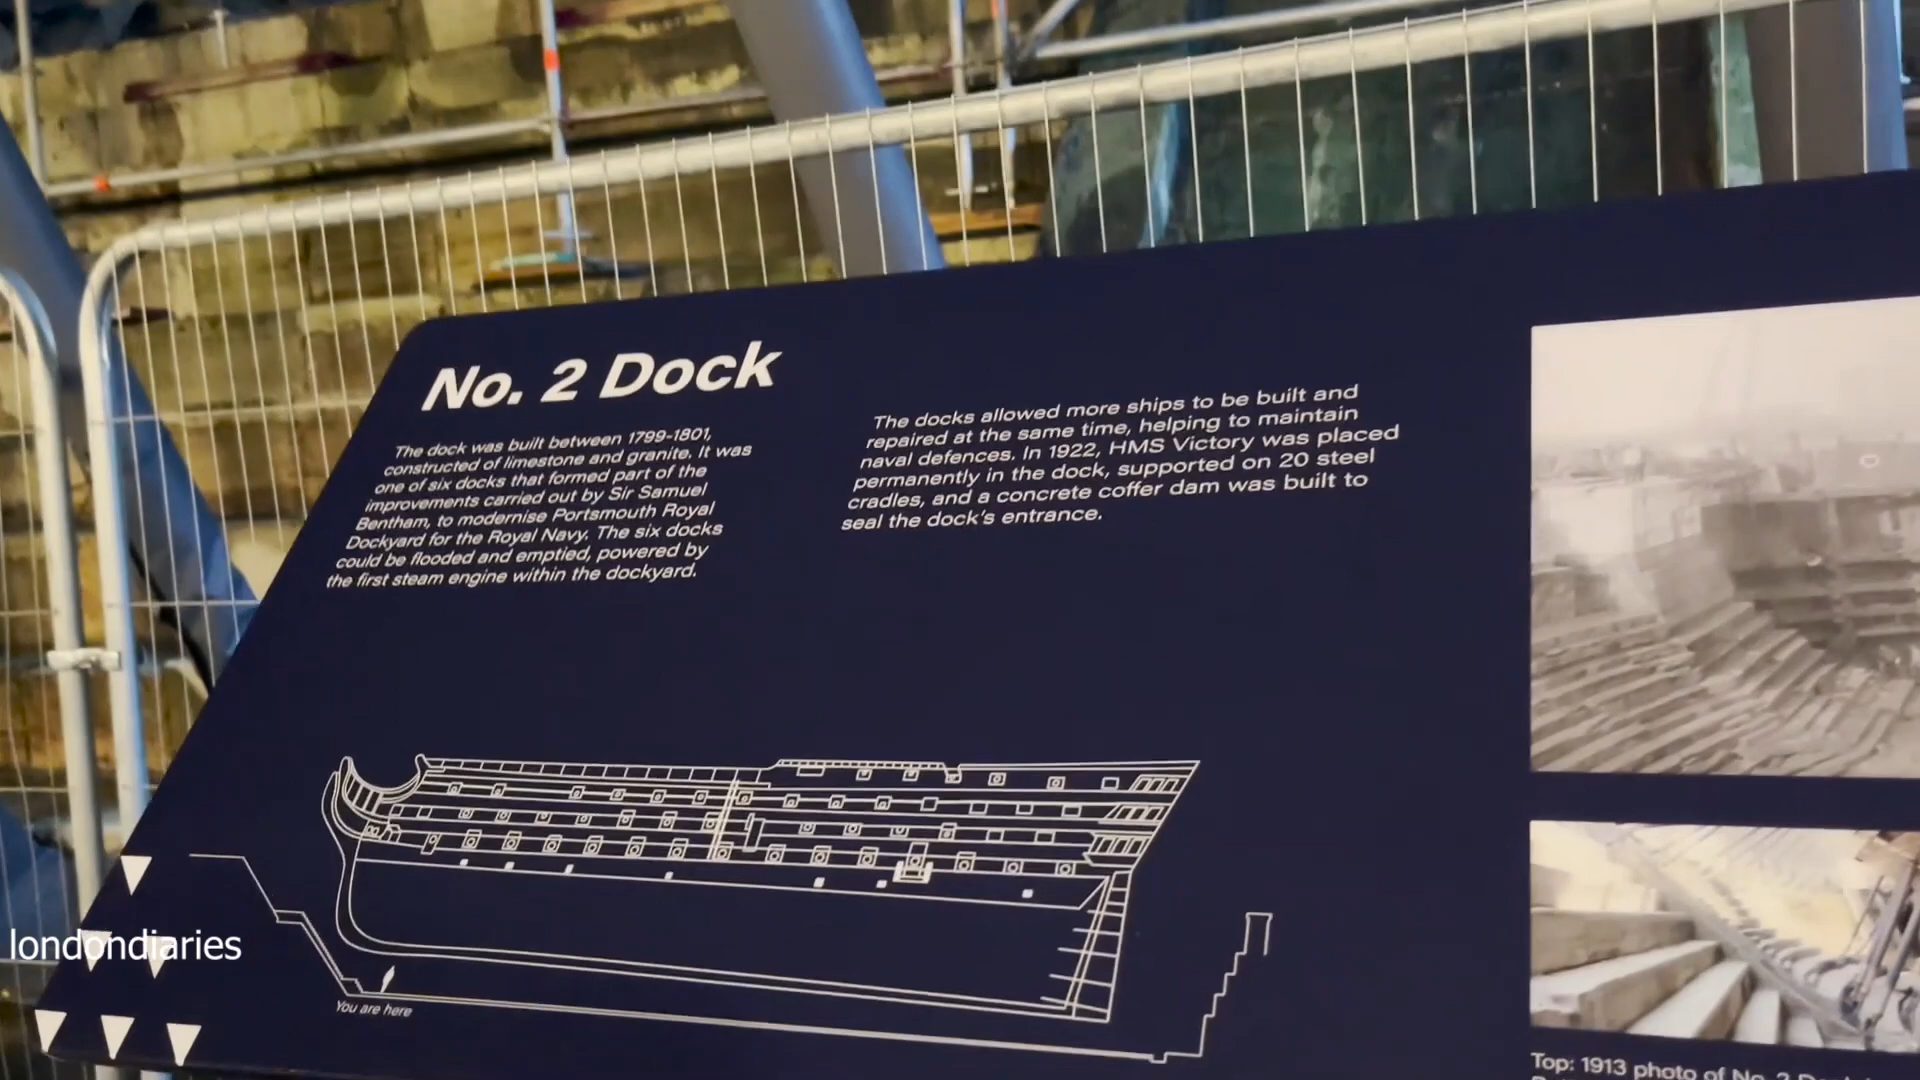 No. 2 Dock
The dock was built between 1799-1801,
constructed of limestone and granite. It was
one of six docks that formed part of the
improvements carried out by Sir Samuel
Bentham, to modernise Portsmouth Royal
Dockyard for the Royal Navy. The six docks
could be flooded and emptied, powered by
the first steam engine within the dockyard.
The docks allowed more ships to be built and
repaired at the same time, helping to maintain
naval defences. In 1922, HMS Victory was placed
permanently in the dock, supported on 20 steel
cradles, and a concrete coffer dam was built to
seal the dock's entrance.
You are here
londondiaries
Top: 1913 photo of No. 2 Dock